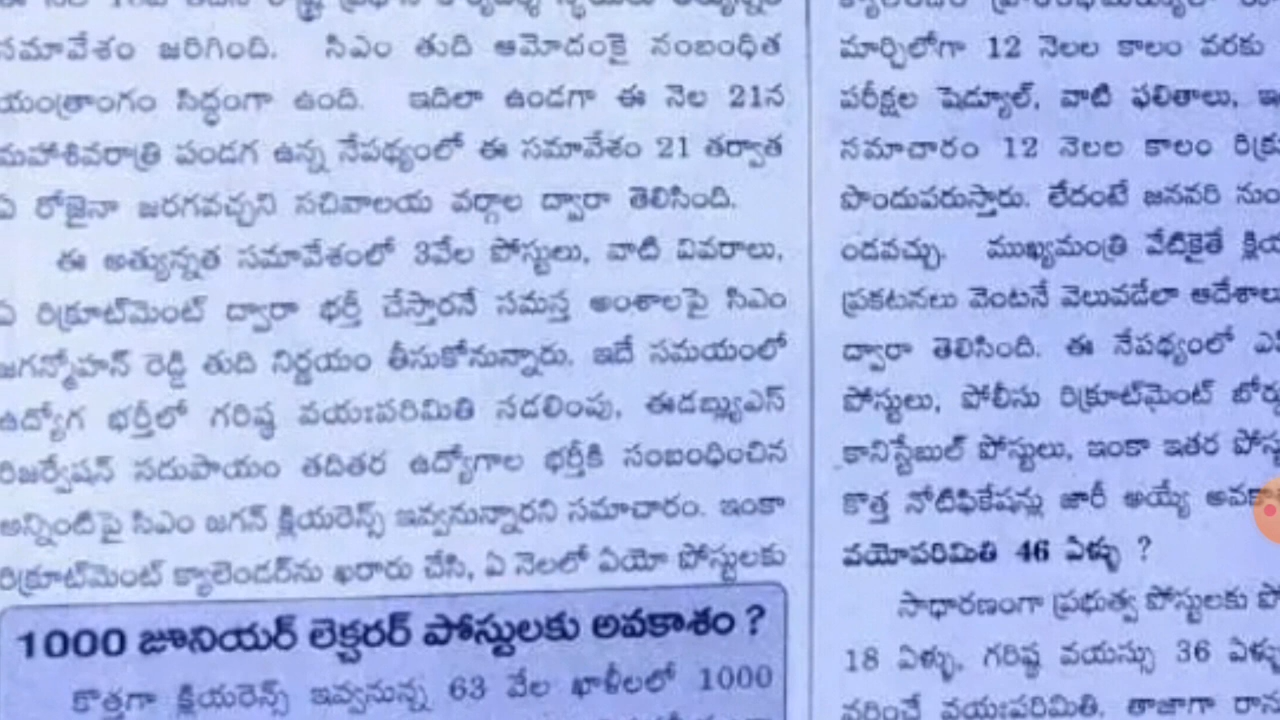 సమావేశం జరిగింది. సిఎం తుది ఆమోదంకై సంబంధిత
యంత్రాంగం సిద్ధంగా ఉంది. ఇదిలా ఉండగా ఈ నెల 21న
మహాశివరాత్రి పండగ ఉన్న నేపథ్యంలో ఈ సమావేశం 21 తర్వాత
ఏ రోజైనా జరగవచ్చని సచివాలయ వర్గాల ద్వారా తెలిసింది.
ఈ అత్యున్నత సమావేశంలో 3వేల పోస్టులు, వాటి వివరాలు,
ఏ రిక్రూట్‌మెంట్ ద్వారా భర్తీ చేస్తారనే సమస్త అంశాలపై సిఎం
జగన్మోహన్ రెడ్డి తుది నిర్ణయం తీసుకోనున్నారు. ఇదే సమయంలో
ఉద్యోగ భర్తీలో గరిష్ఠ వయఃపరిమితి సడలింపు, ఈడబ్ల్యుఎస్
రిజర్వేషన్ సదుపాయం తదితర ఉద్యోగాల భర్తీకి సంబంధించిన
అన్నింటిపై సిఎం జగన్ క్లియరెన్స్ ఇవ్వనున్నారని సమాచారం. ఇంకా
రిక్రూట్‌మెంట్ క్యాలెండర్‌ను ఖరారు చేసి, ఏ నెలలో ఏయే పోస్టులకు
1000 జూనియర్ లెక్చరర్ పోస్టులకు అవకాశం ?
కొత్తగా క్లియరెన్స్ ఇవ్వనున్న 63 వేల ఖాళీలలో 1000
మార్చిలోగా 12 నెలల కాలం వరకు
పరీక్షల షెడ్యూల్, వాటి ఫలితాలు,
సమాచారం 12 నెలల కాలం
పొందుపరుస్తారు. లేదంటే జనవరి
ండవచ్చు. ముఖ్యమంత్రి వేదికైతే
ప్రకటనలు వెంటనే వెలువడేలా
ద్వారా తెలిసింది. ఈ నేపథ్యంలో
పోస్టులు, పోలీసు రిక్రూట్‌మెంట్
కానిస్టేబుల్ పోస్టులు, ఇంకా ఇతర
కొత్త నోటిఫికేషన్లు జారీ అయ్యే
వయోపరిమితి 46 ఏళ్ళు ?
సాధారణంగా ప్రభుత్వ పోస్టులకు
18 ఏళ్ళు, గరిష్ఠ వయస్సు 36
వయఃపరిమితి. తాజాగా